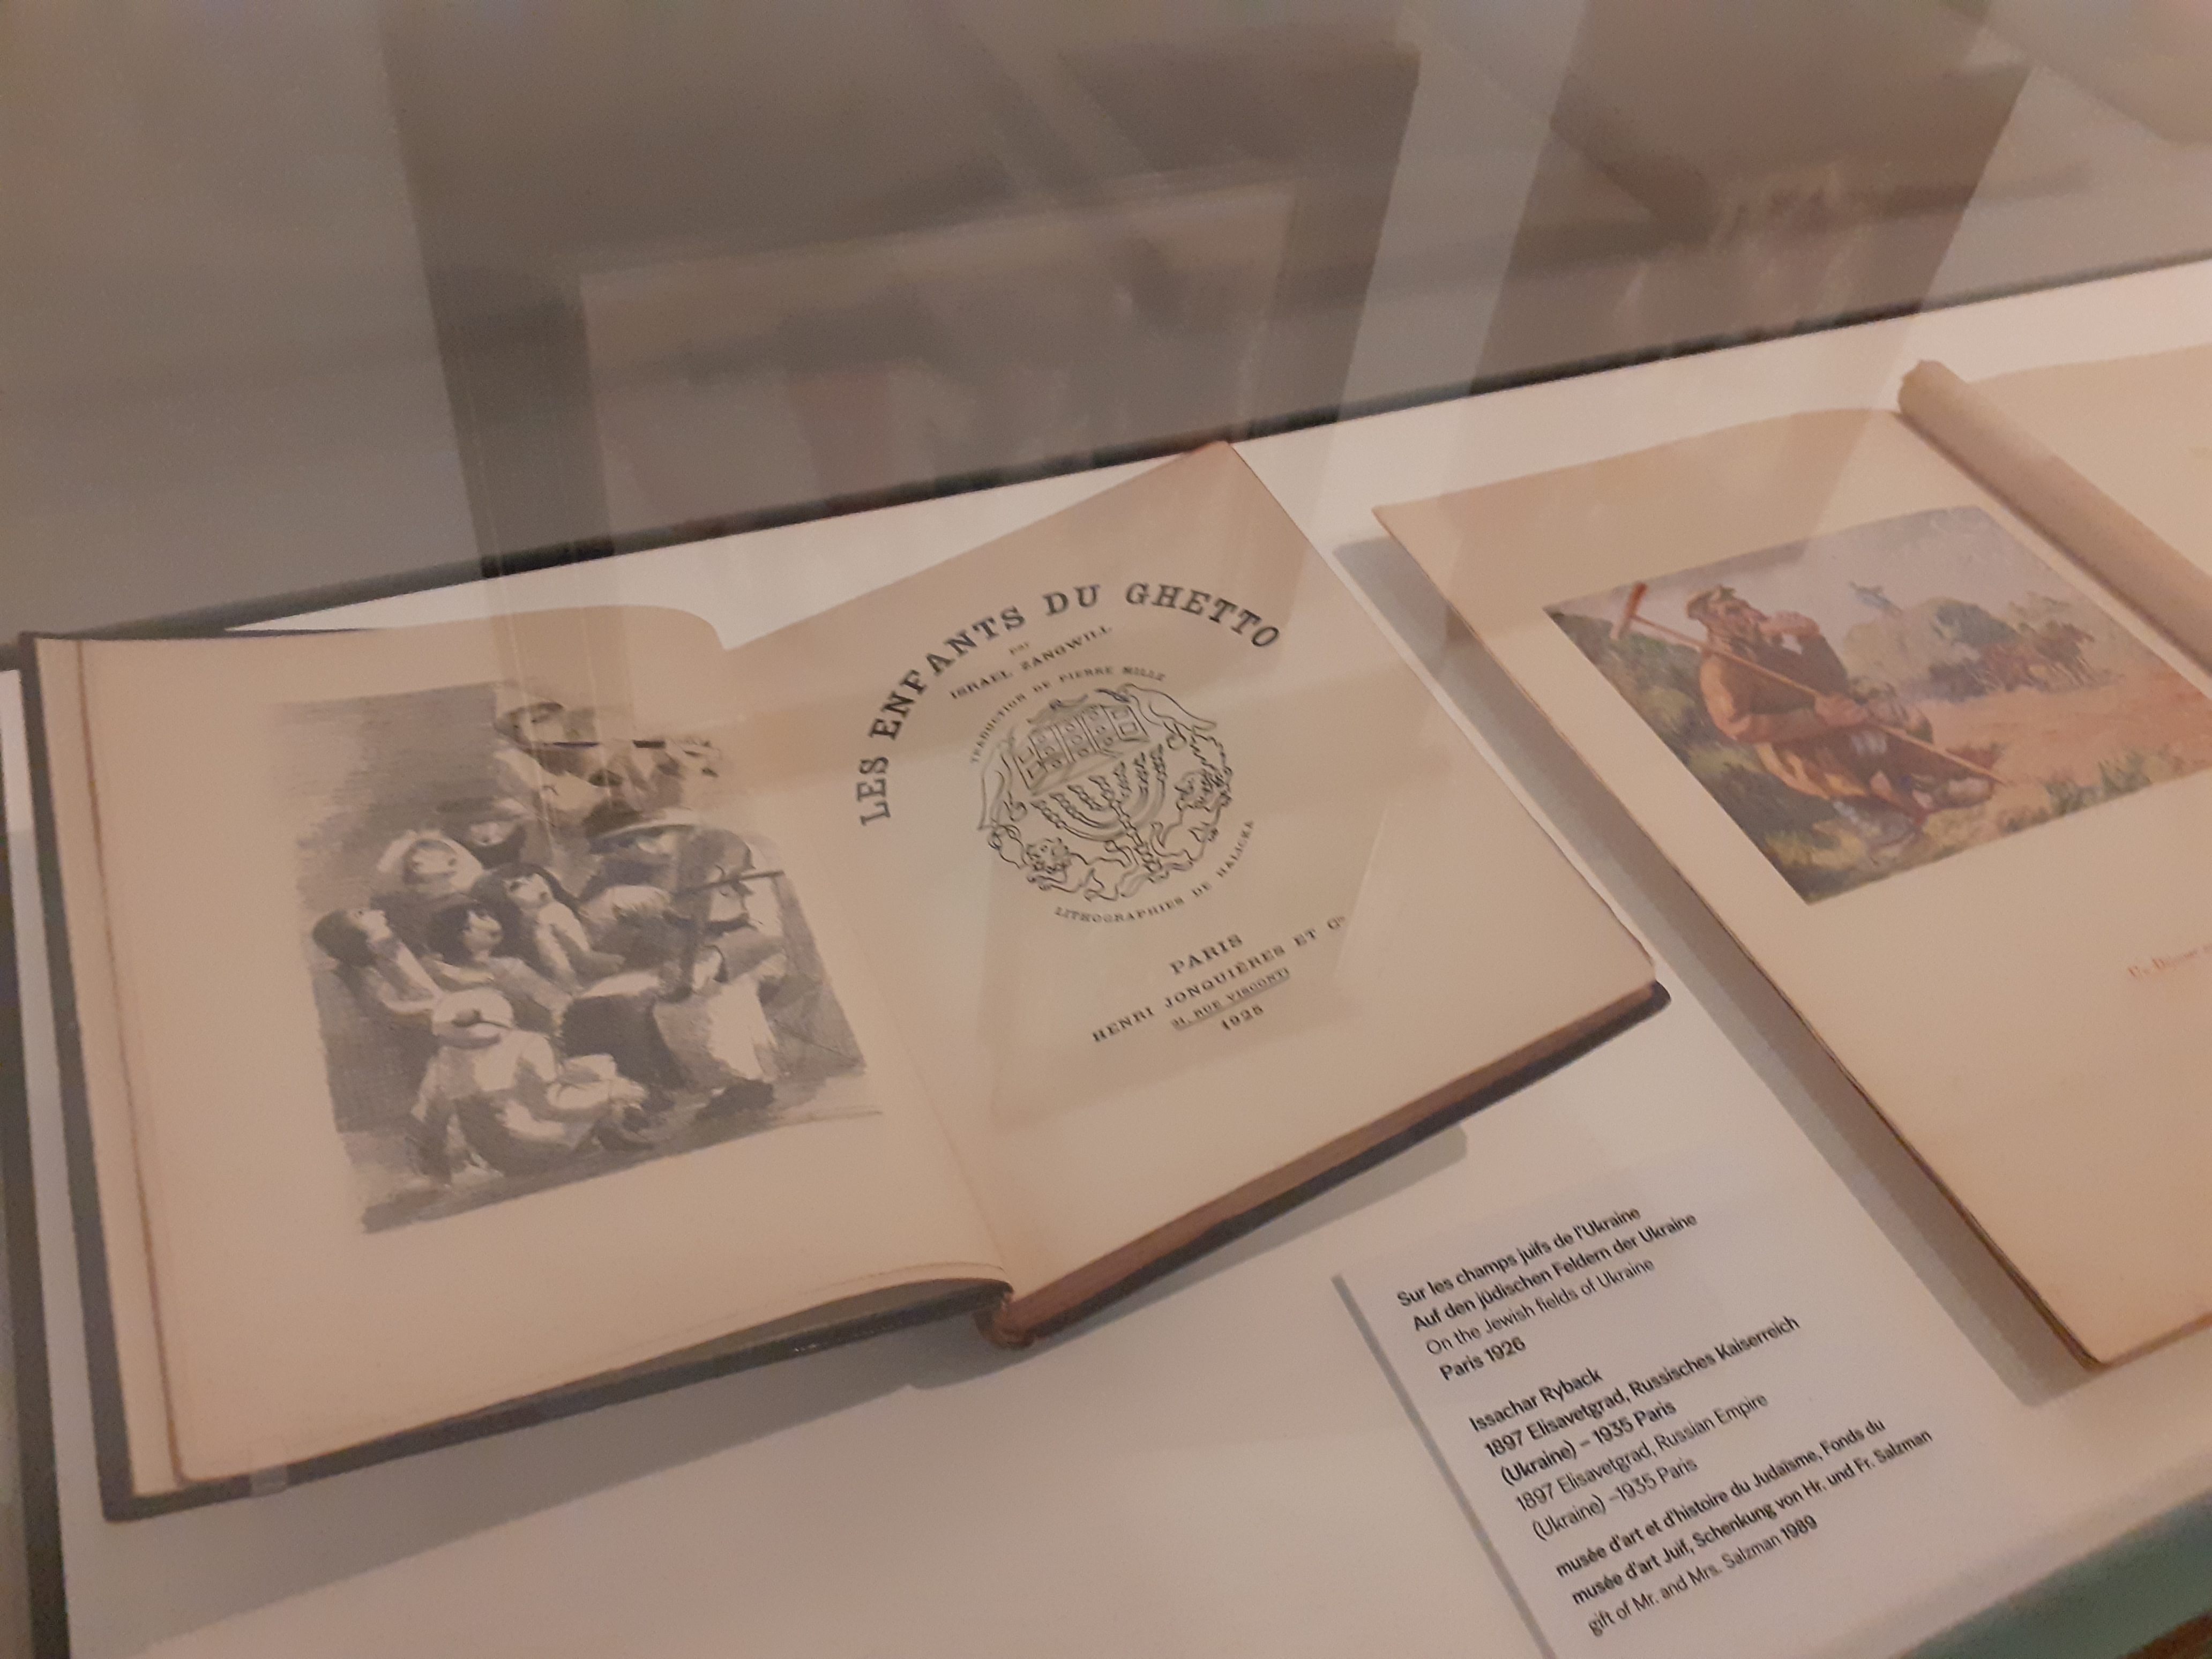 LES ENFANTS DU GHETTO
PAR
ISRAEL ZANGWILL
TRADUCTION DE PIERRE MILLE
LITHOGRAPHIES DE HALICKA
PARIS
HENRI JONQUIÈRES ET Cie
21, RUE VISCONTI
1925
Sur les champs juifs de l'Ukraine
Auf den jüdischen Feldern der Ukraine
On the Jewish fields of Ukraine
Paris 1926
Issachar Ryback
1897 Elisavetgrad, Russisches Kaiserreich
(Ukraine) – 1935 Paris
1897 Elisavetgrad, Russian Empire
(Ukraine) –1935 Paris
musée d'art et d'histoire du Judaïsme, Fonds du
musée d'art Juif, Schenkung von Hr. und Fr. Salzman
gift of Mr. and Mrs. Salzman 1989